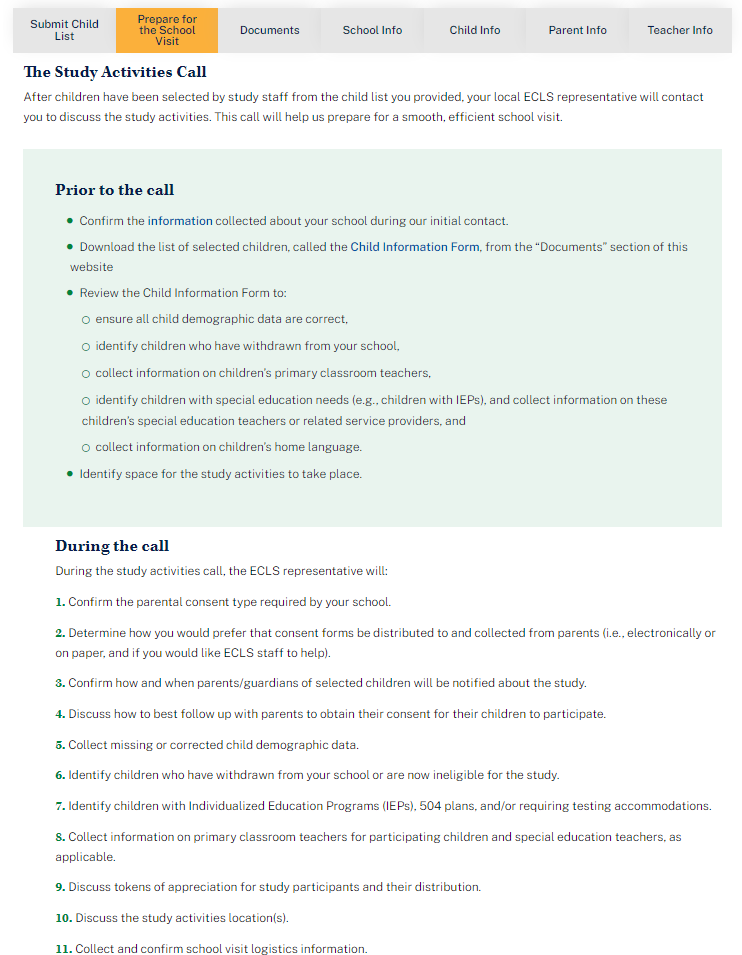 Submit Child
List
Prepare for
the School
Visit
Documents
School Info
Child Info
Parent Info
Teacher Info
The Study Activities Call
After children have been selected by study staff from the child list you provided, your local ECLS representative will contact
you to discuss the study activities. This call will help us prepare for a smooth, efficient school visit.
Prior to the call
● Confirm the information collected about your school during our initial contact.
● Download the list of selected children, called the Child Information Form, from the “Documents” section of this
website
● Review the Child Information Form to:
○ ensure all child demographic data are correct,
○ identify children who have withdrawn from your school,
○ collect information on children’s primary classroom teachers,
○ identify children with special education needs (e.g., children with IEPs), and collect information on these
children’s special education teachers or related service providers, and
○ collect information on children’s home language.
● Identify space for the study activities to take place.
During the call
During the study activities call, the ECLS representative will:
1. Confirm the parental consent type required by your school.
2. Determine how you would prefer that consent forms be distributed to and collected from parents (i.e., electronically or
on paper, and if you would like ECLS staff to help).
3. Confirm how and when parents/guardians of selected children will be notified about the study.
4. Discuss how to best follow up with parents to obtain their consent for their children to participate.
5. Collect missing or corrected child demographic data.
6. Identify children who have withdrawn from your school or are now ineligible for the study.
7. Identify children with Individualized Education Programs (IEPs), 504 plans, and/or requiring testing accommodations.
8. Collect information on primary classroom teachers for participating children and special education teachers, as
applicable.
9. Discuss tokens of appreciation for study participants and their distribution.
10. Discuss the study activities location(s).
11. Collect and confirm school visit logistics information.